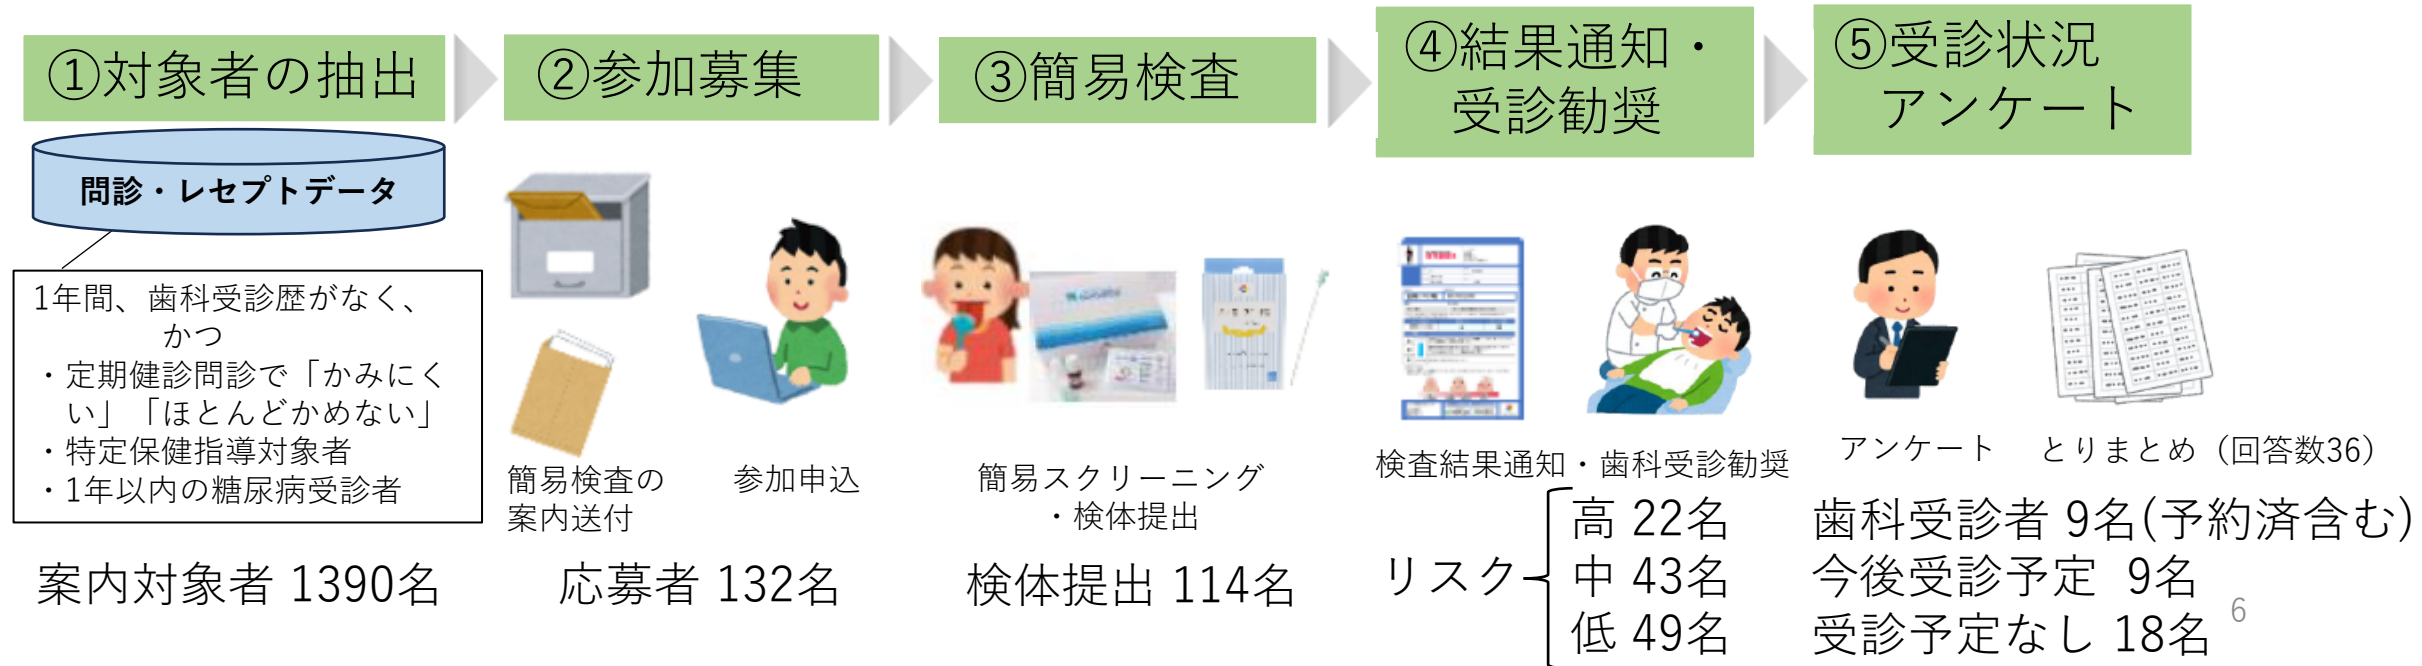 ①対象者の抽出
②参加募集
③簡易検査
④結果通知・
受診勧奨
⑤受診状況
アンケート
問診・レセプトデータ
1年間、歯科受診歴がなく、
かつ
・定期健診問診で「かみにく
い」「ほとんどかめない」
・特定保健指導対象者
・1年以内の糖尿病受診者
案内対象者 1390名
簡易検査の
案内送付
参加申込
応募者 132名
簡易スクリーニング
・検体提出
検体提出 114名
検査結果通知・歯科受診勧奨
リスク
高 22名
中 43名
低 49名
アンケート
とりまとめ（回答数36）
歯科受診者 9名(予約済含む)
今後受診予定 9名
受診予定なし 18名
6